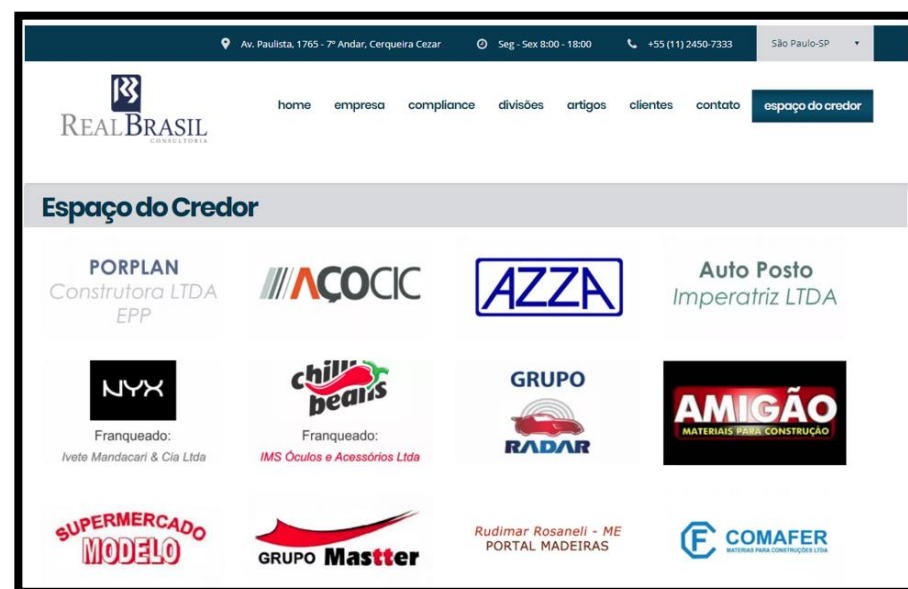 Av. Paulista, 1765 - 7º Andar, Cerqueira Cezar
Seg - Sex 8:00 - 18:00
+55 (11) 2450-7333
São Paulo-SP
REAL BRASIL
CONSULTORIA
home
empresa
compliance
divisões
artigos
clientes
contato
espaço do credor
Espaço do Credor
PORPLAN
Construtora LTDA
EPP
AÇOCIC
AZZA
Auto Posto
Imperatriz LTDA
NYX
Franqueado:
Ivete Mandacari & Cia Ltda
chilli
beans
Franqueado:
IMS Óculos e Acessórios Ltda
GRUPO
RADAR
AMIGÃO
MATERIAIS PARA CONSTRUÇÃO
SUPERMERCADO
MODELO
GRUPO Mastter
Rudimar Rosaneli - ME
PORTAL MADEIRAS
COMAFER
MATERIAIS PARA CONSTRUÇÕES LTDA